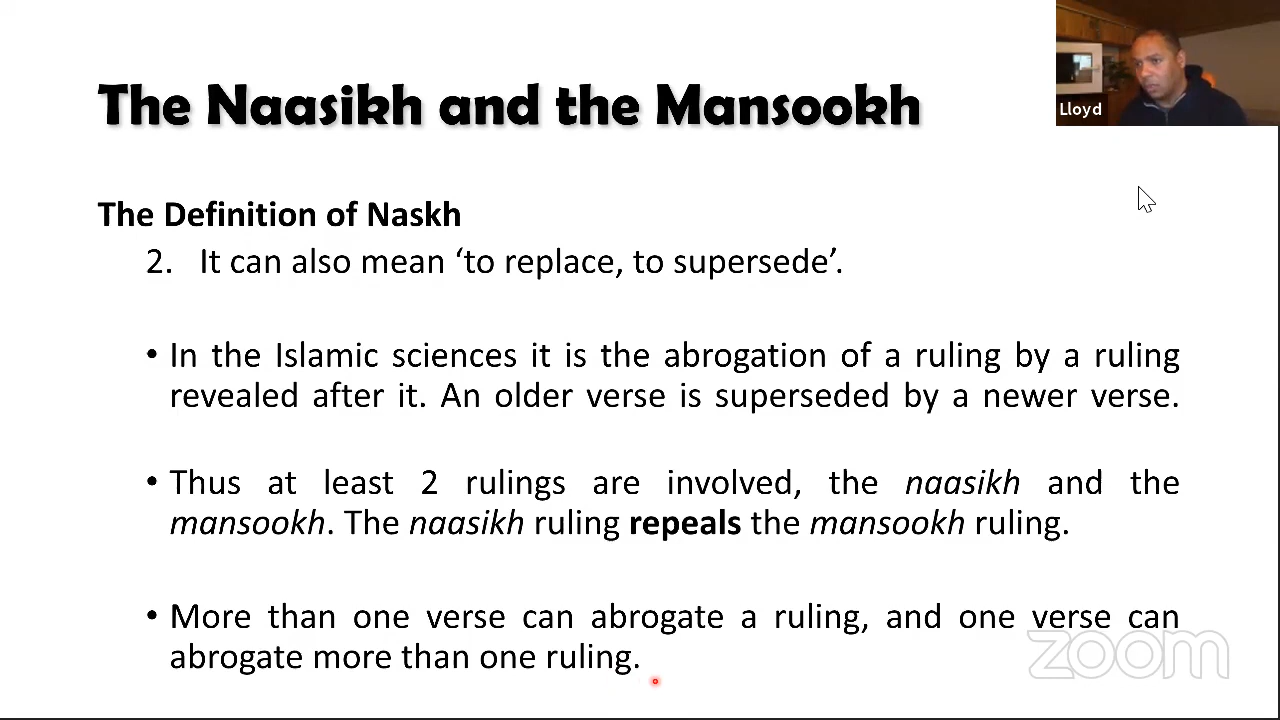 The Naasikh and the Mansookh
Lloyd
The Definition of Naskh
2. It can also mean ‘to replace, to supersede’.
• In the Islamic sciences it is the abrogation of a ruling by a ruling
revealed after it. An older verse is superseded by a newer verse.
• Thus at least 2 rulings are involved, the naasikh and the
mansookh. The naasikh ruling repeals the mansookh ruling.
• More than one verse can abrogate a ruling, and one verse can
abrogate more than one ruling.
zoom